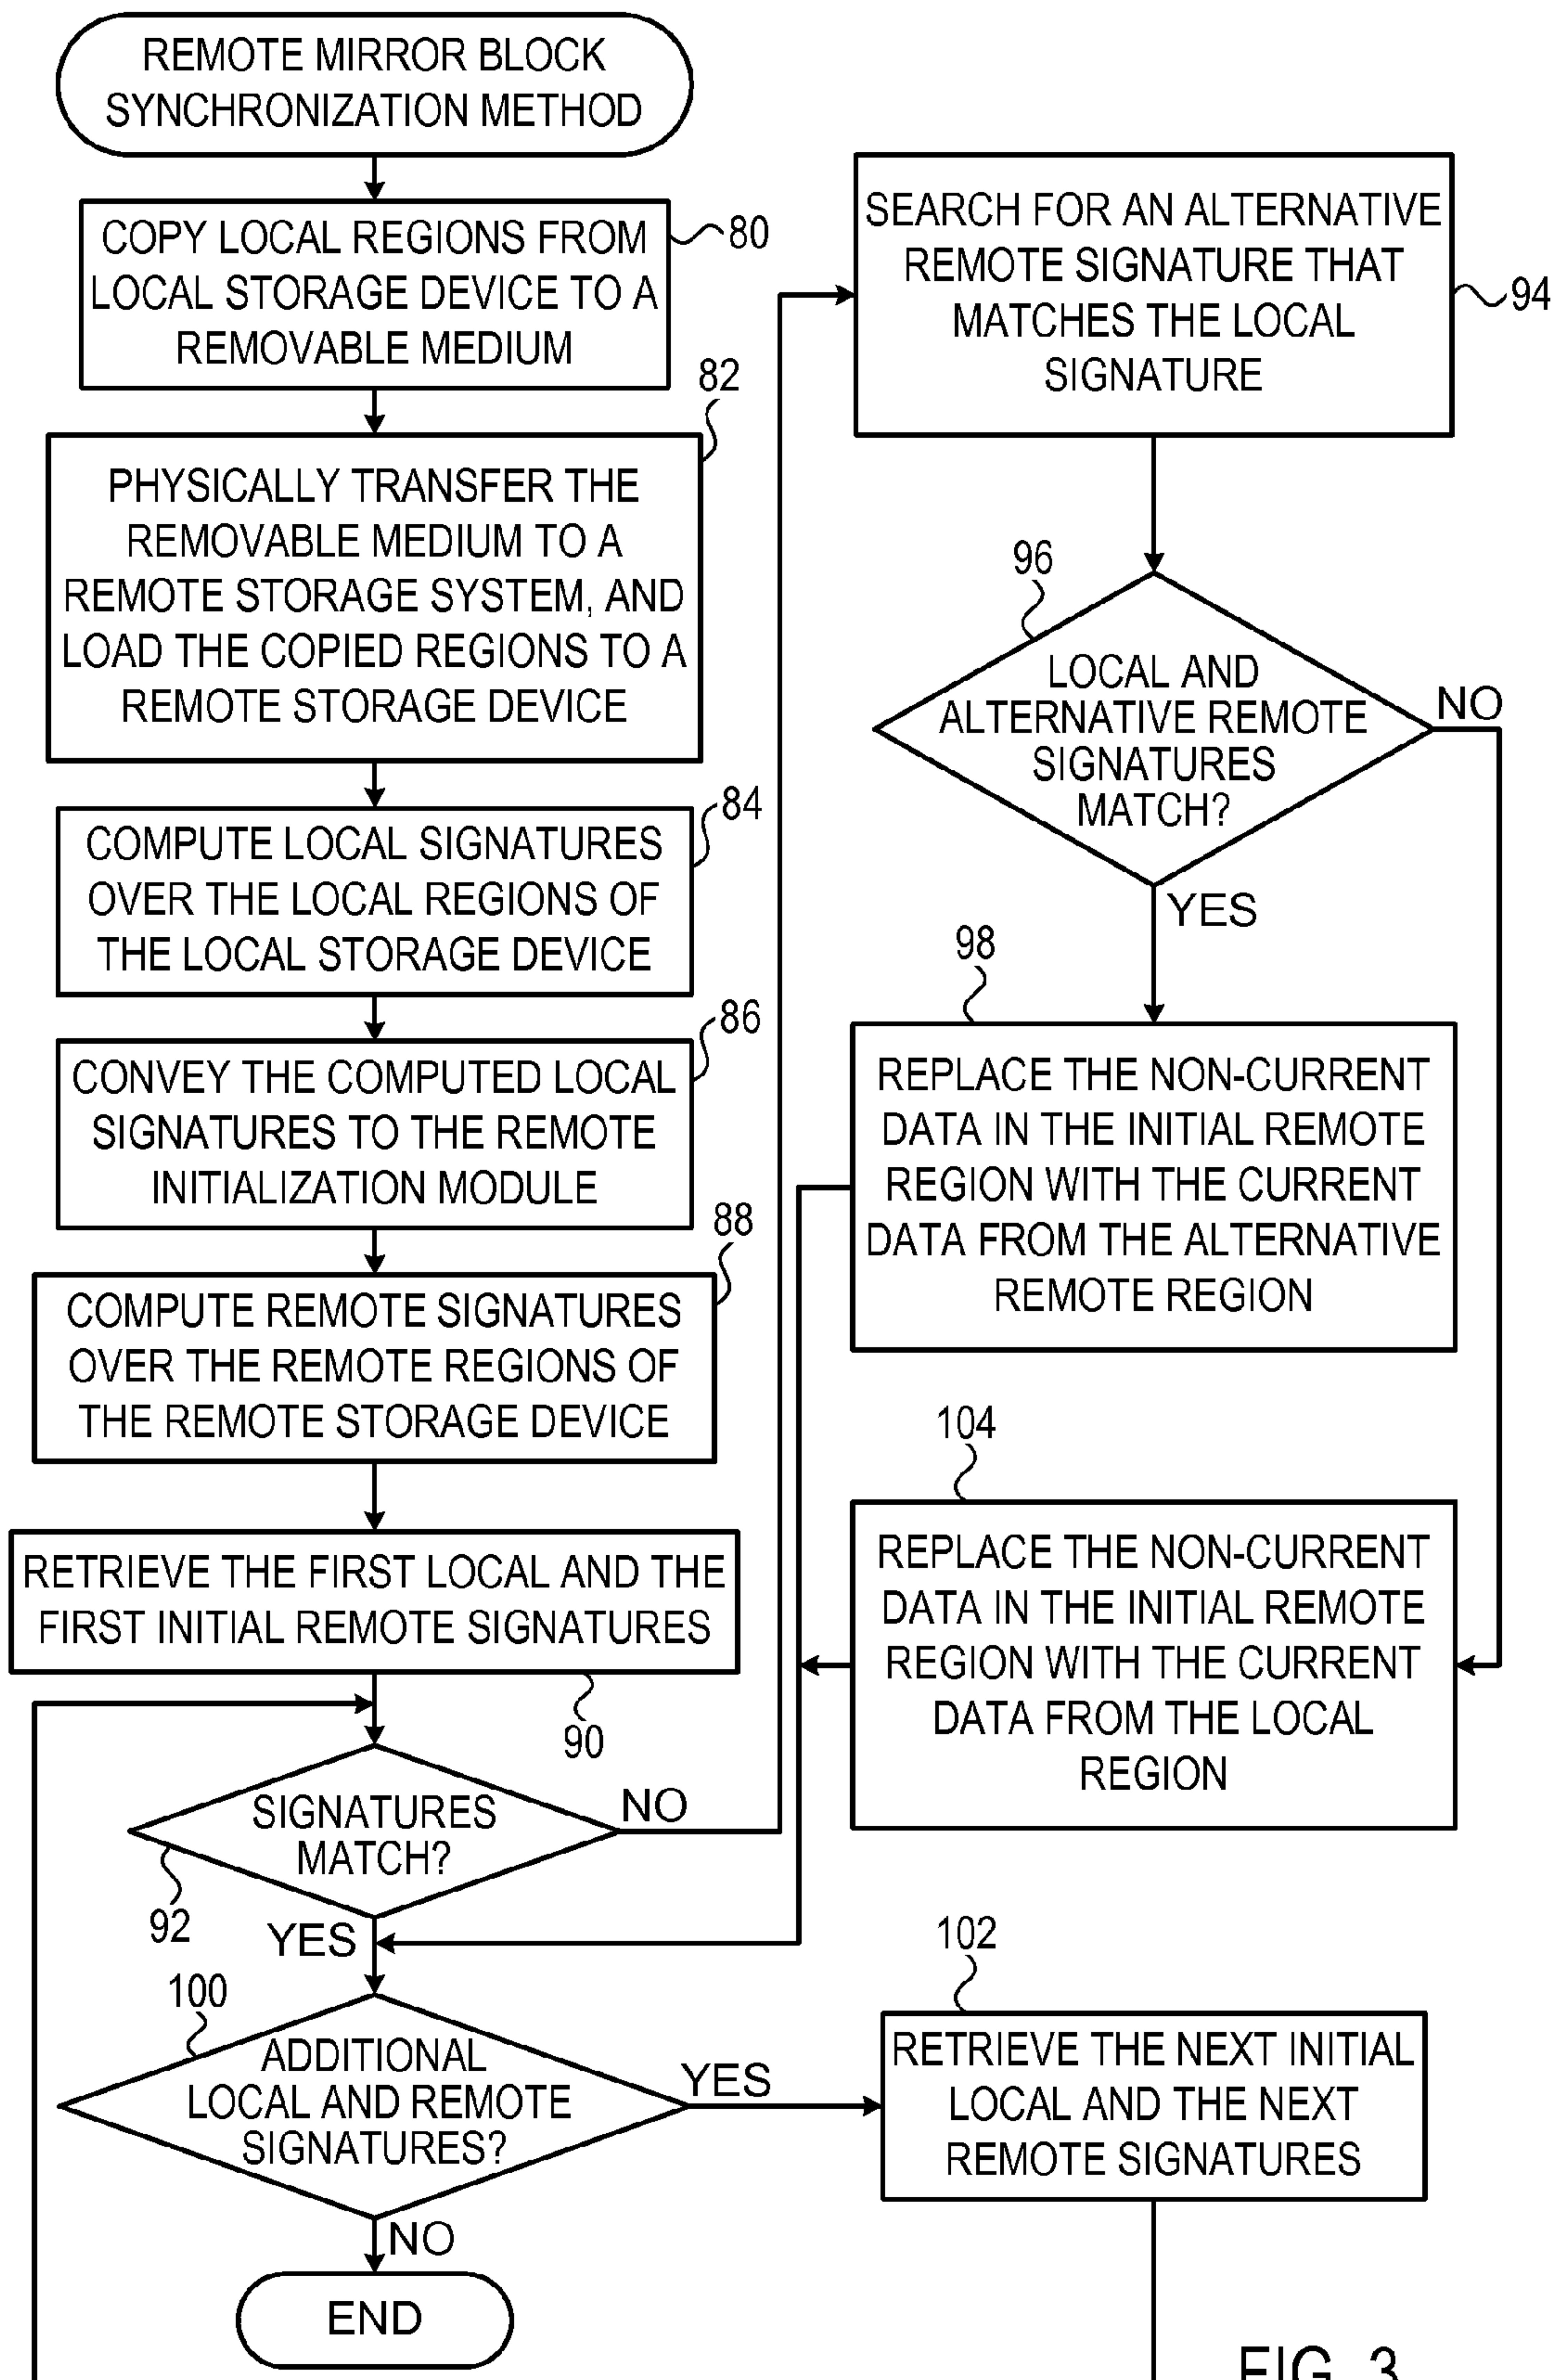 REMOTE MIRROR BLOCK
SYNCHRONIZATION METHOD
COPY LOCAL REGIONS FROM
LOCAL STORAGE DEVICE TO A
REMOVABLE MEDIUM
80
PHYSICALLY TRANSFER THE
REMOVABLE MEDIUM TO A
REMOTE STORAGE SYSTEM, AND
LOAD THE COPIED REGIONS TO A
REMOTE STORAGE DEVICE
82
COMPUTE LOCAL SIGNATURES
OVER THE LOCAL REGIONS OF
THE LOCAL STORAGE DEVICE
84
CONVEY THE COMPUTED LOCAL
SIGNATURES TO THE REMOTE
INITIALIZATION MODULE
86
COMPUTE REMOTE SIGNATURES
OVER THE REMOTE REGIONS OF
THE REMOTE STORAGE DEVICE
88
RETRIEVE THE FIRST LOCAL AND THE
FIRST INITIAL REMOTE SIGNATURES
90
SIGNATURES
MATCH?
NO
92
YES
100
ADDITIONAL
LOCAL AND REMOTE
SIGNATURES?
YES
NO
END
SEARCH FOR AN ALTERNATIVE
REMOTE SIGNATURE THAT
MATCHES THE LOCAL
SIGNATURE
94
96
LOCAL AND
ALTERNATIVE REMOTE
SIGNATURES
MATCH?
NO
YES
98
REPLACE THE NON-CURRENT
DATA IN THE INITIAL REMOTE
REGION WITH THE CURRENT
DATA FROM THE ALTERNATIVE
REMOTE REGION
104
REPLACE THE NON-CURRENT
DATA IN THE INITIAL REMOTE
REGION WITH THE CURRENT
DATA FROM THE LOCAL
REGION
102
RETRIEVE THE NEXT INITIAL
LOCAL AND THE NEXT
REMOTE SIGNATURES
FIG. 3